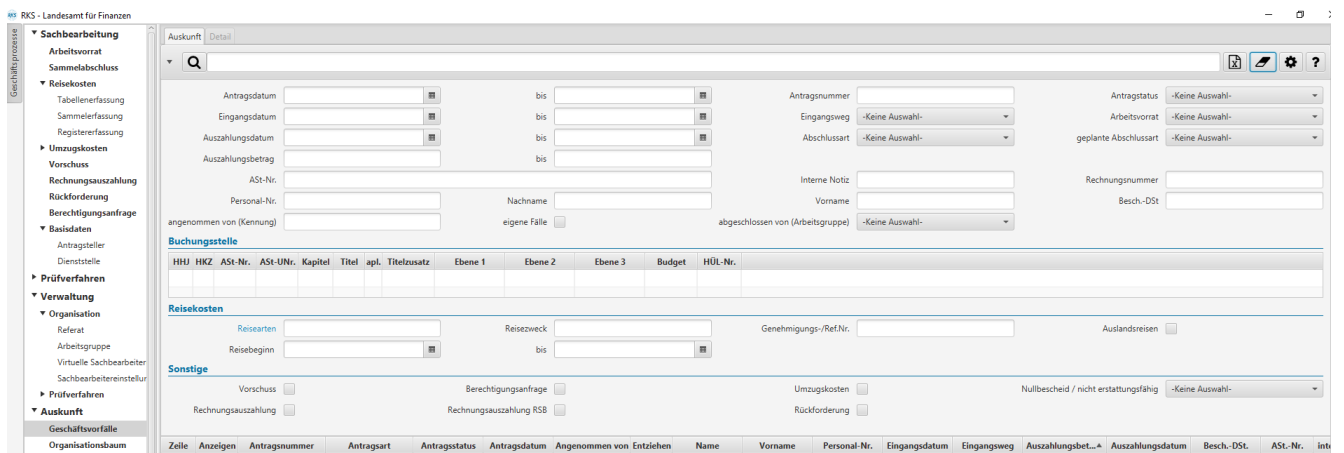 RKS RKS - Landesamt für Finanzen
Geschäftsprozesse
Sachbearbeitung
Arbeitsvorrat
Sammelabschluss
Reisekosten
Tabellenerfassung
Sammelerfassung
Registererfassung
Umzugskosten
Vorschuss
Rechnungsauszahlung
Rückforderung
Berechtigungsanfrage
Basisdaten
Antragsteller
Dienststelle
Prüfverfahren
Verwaltung
Organisation
Referat
Arbeitsgruppe
Virtuelle Sachbearbeiter
Sachbearbeitereinstellur
Prüfverfahren
Auskunft
Geschäftsvorfälle
Organisationsbaum
Auskunft Detail
?
Antragsdatum bis Antragsnummer Antragstatus -Keine Auswahl-
Eingangsdatum bis Eingangsweg -Keine Auswahl- Arbeitsvorrat -Keine Auswahl-
Auszahlungsdatum bis Abschlussart -Keine Auswahl- geplante Abschlussart -Keine Auswahl-
Auszahlungsbetrag bis
ASt-Nr. Interne Notiz Rechnungsnummer
Personal-Nr. Nachname Vorname Besch.-DSt
angenommen von (Kennung) eigene Fälle abgeschlossen von (Arbeitsgruppe) -Keine Auswahl-
Buchungsstelle
HHJ HKZ ASt-Nr. ASt-UNr. Kapitel Titel apl. Titelzusatz Ebene 1 Ebene 2 Ebene 3 Budget HÜL-Nr.
Reisekosten
Reisearten Reisezweck Genehmigungs-/Ref.Nr. Auslandsreisen
Reisebeginn bis
Sonstige
Vorschuss Berechtigungsanfrage Umzugskosten Nullbescheid / nicht erstattungsfähig -Keine Auswahl-
Rechnungsauszahlung Rechnungsauszahlung RSB Rückforderung
Zeile Anzeigen Antragsnummer Antragsart Antragsstatus Antragsdatum Angenommen von Entziehen Name Vorname Personal-Nr. Eingangsdatum Eingangsweg Auszahlungsbet... Auszahlungsdatum Besch.-DSt. ASt.-Nr. inte